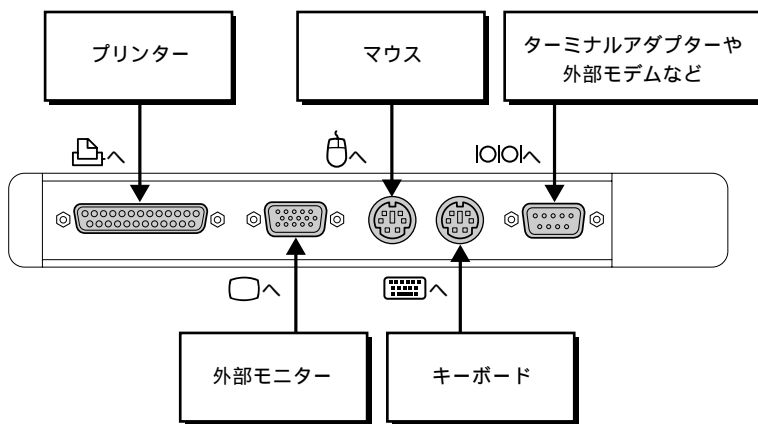 プリンター
マウス
ターミナルアダプターや
外部モデムなど
へ
へ
IOIOIへ
へ
へ
外部モニター
キーボード